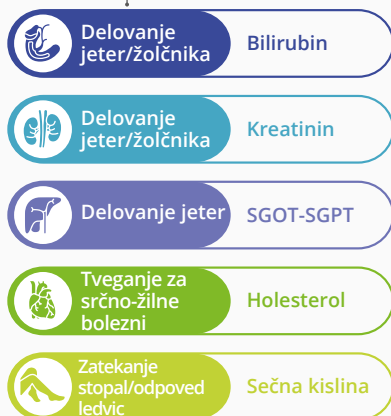 Delovanje
jeter/žolčnika
Bilirubin
Delovanje
jeter/žolčnika
Kreatinin
Delovanje jeter
SGOT-SGPT
Tveganje za
srčno-žilne
bolezni
Holesterol
Zatekanje
stopal/odpoved
ledvic
Sečna kislina